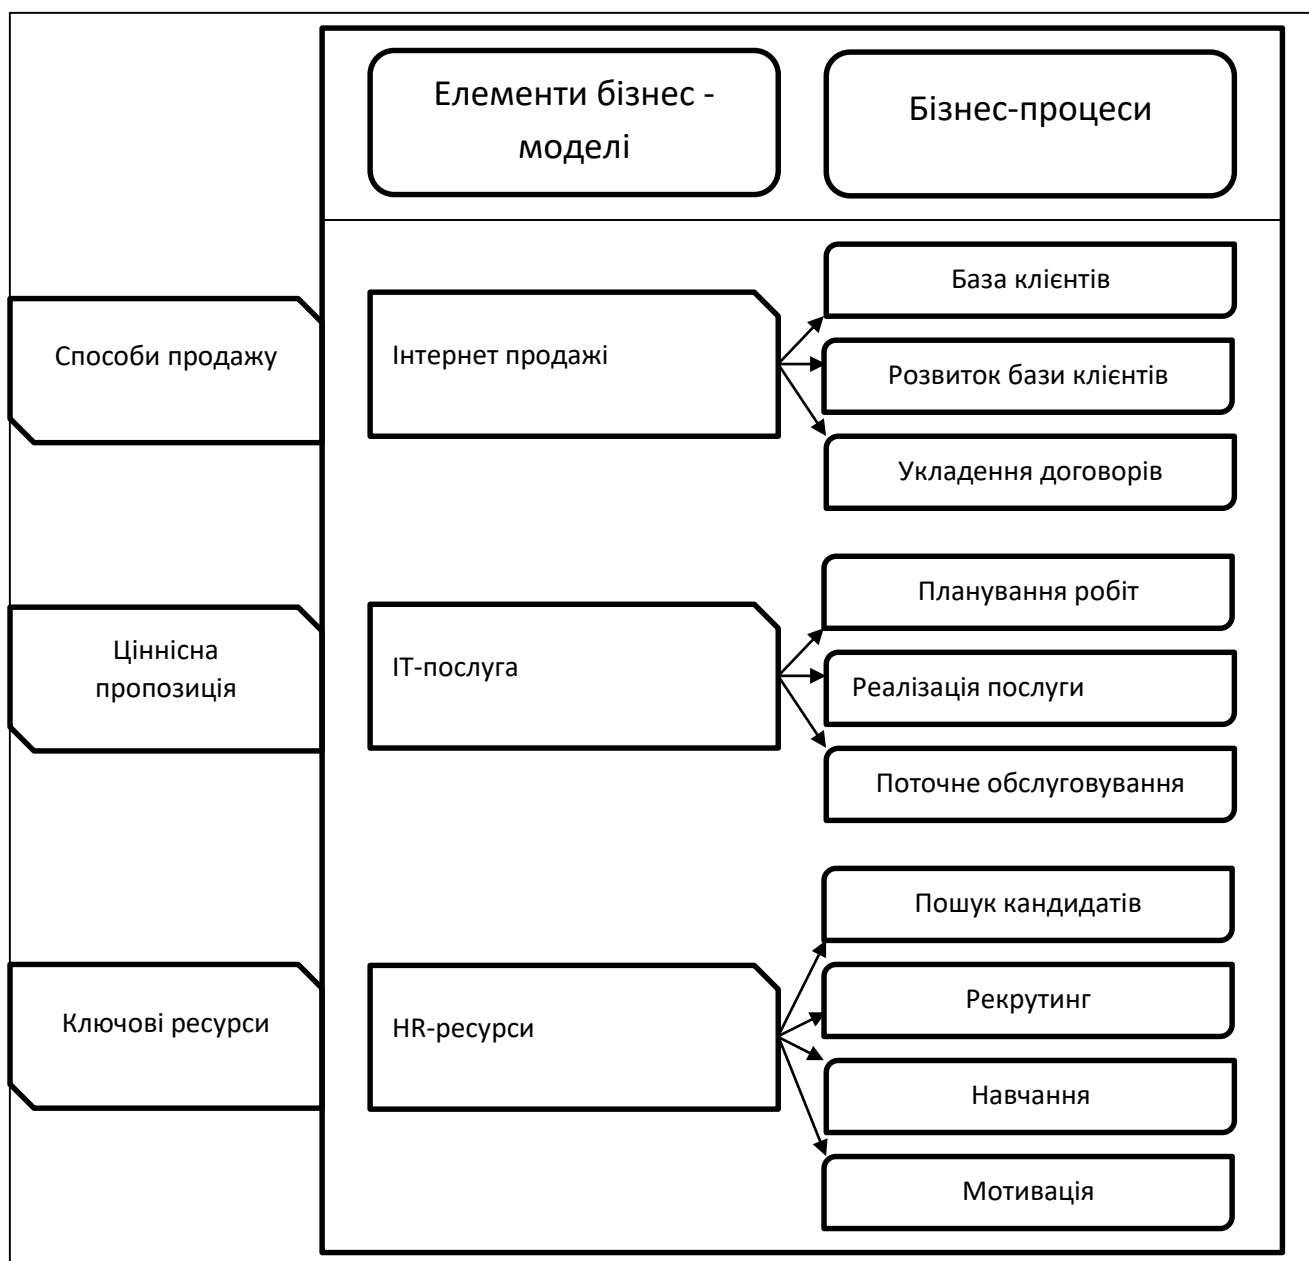 Елементи бізнес -
моделі
Бізнес-процеси
Способи продажу
Інтернет продажі
База клієнтів
Розвиток бази клієнтів
Укладення договорів
Ціннісна
пропозиція
ІТ-послуга
Планування робіт
Реалізація послуги
Поточне обслуговування
Ключові ресурси
HR-ресурси
Пошук кандидатів
Рекрутинг
Навчання
Мотивація